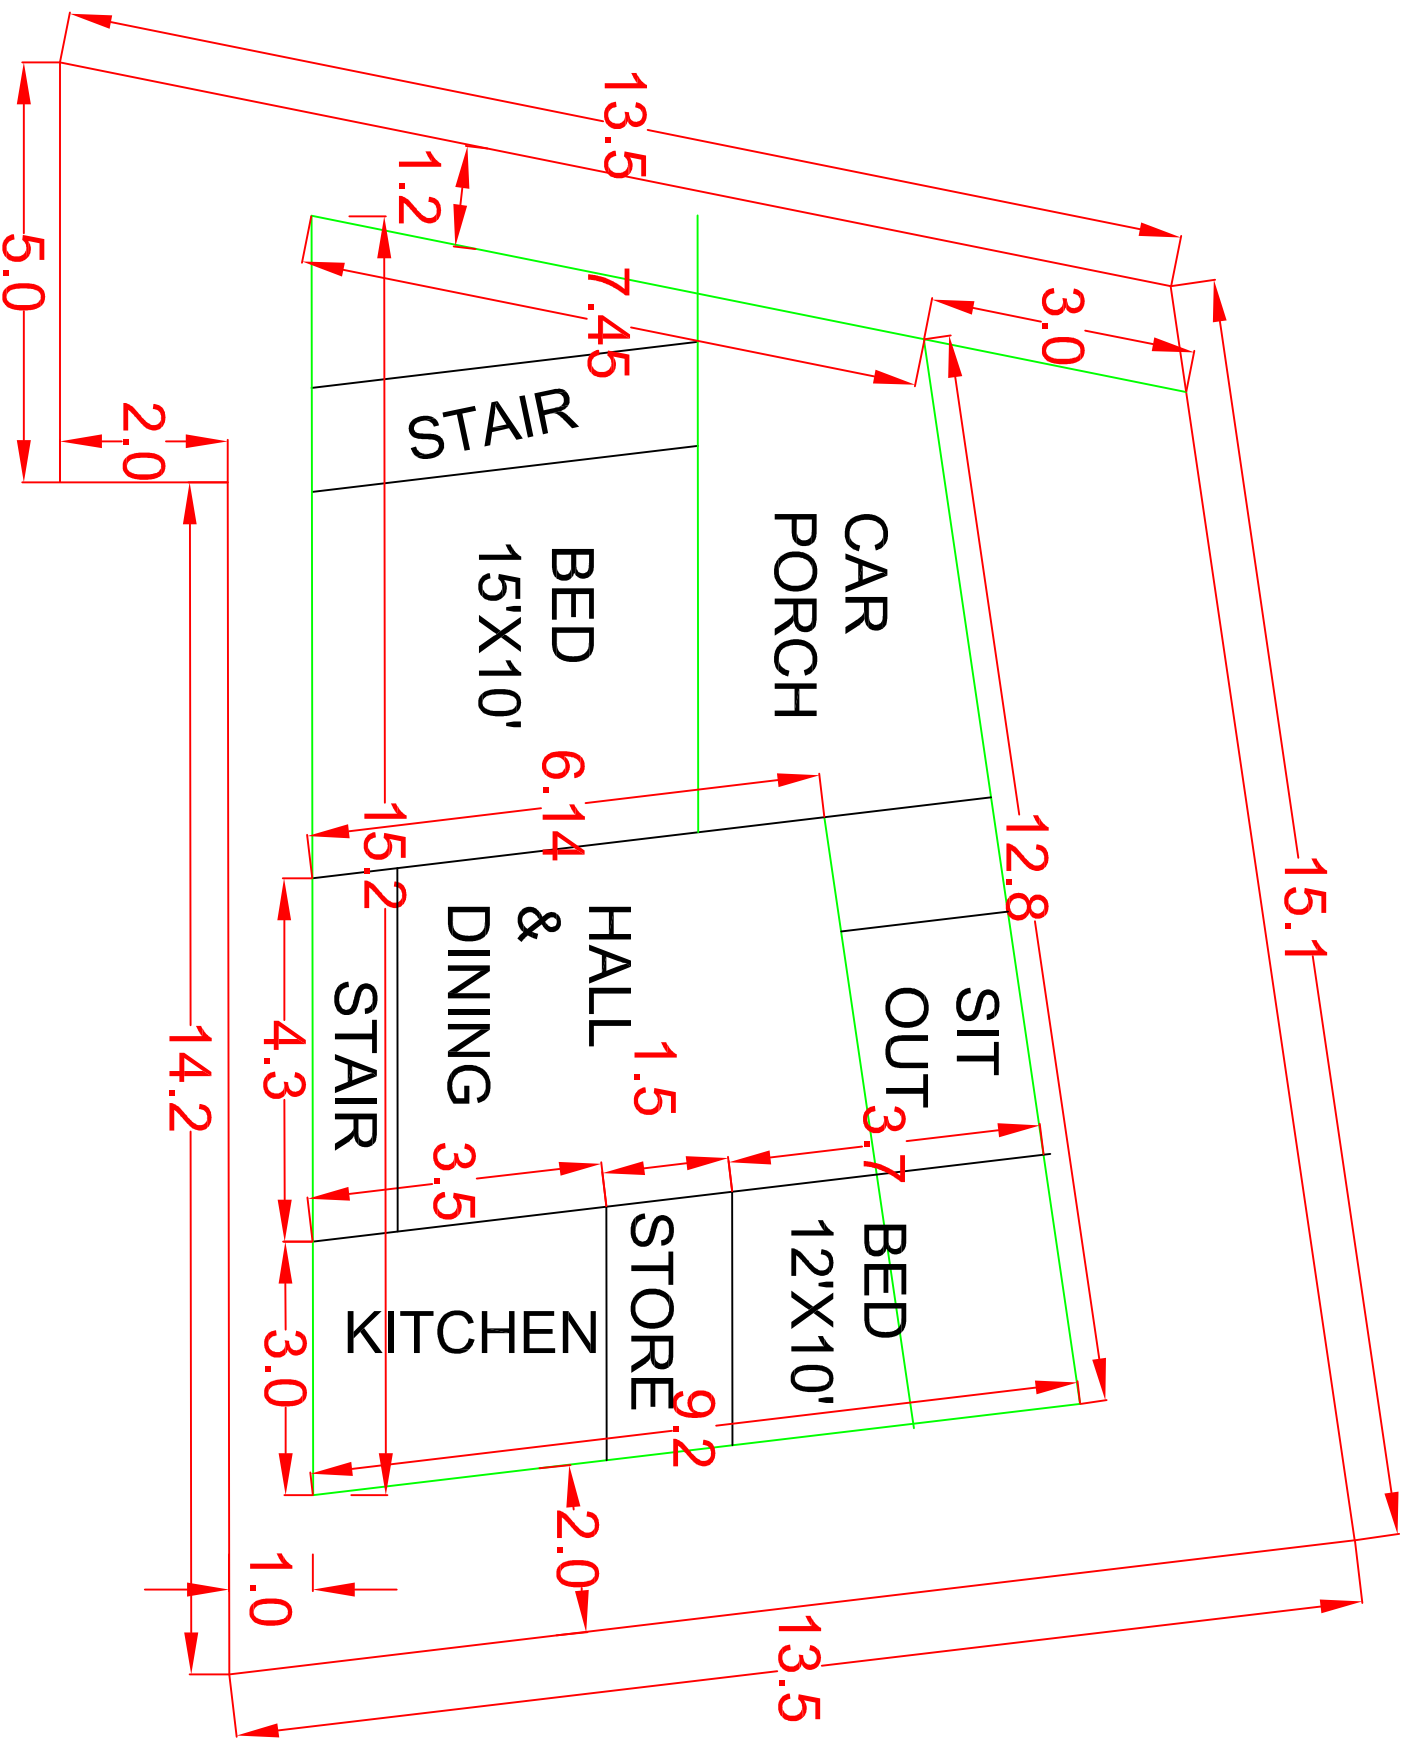 13.5
1.2
5.0
7.45
3.0
2.0
STAIR
CAR
PORCH
BED
15'X10'
6.14
15.2
12.8
15.1
HALL
&
DINING
SIT
OUT
STAIR
4.3
14.2
1.5
3.7
3.5
BED
12'X10'
STORE
KITCHEN
3.0
9.2
2.0
1.0
13.5